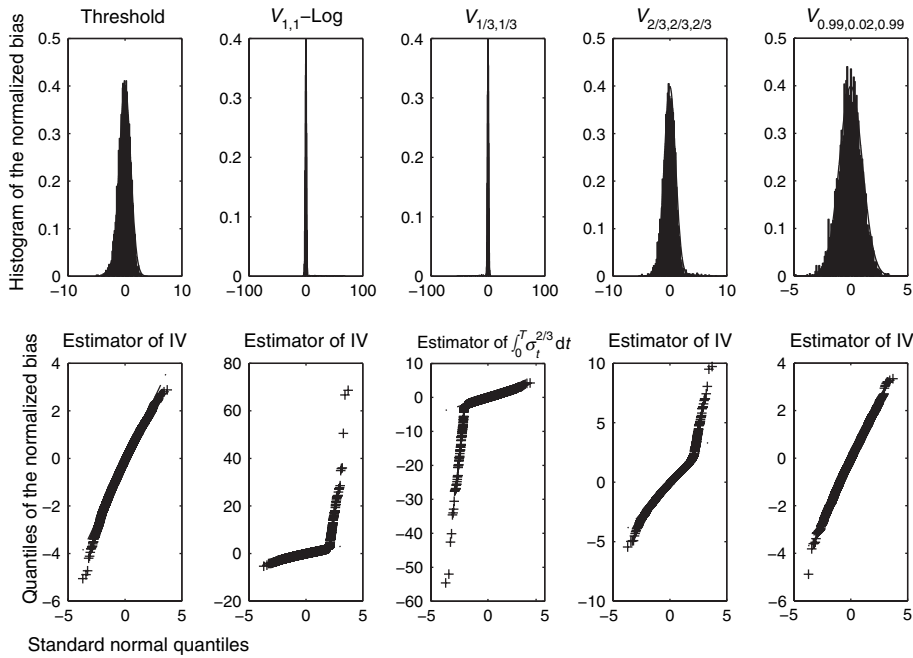 Threshold
V1,1−Log
V1/3,1/3
V2/3,2/3,2/3
V0.99,0.02,0.99
Histogram of the normalized bias
0.5
0.4
0.3
0.2
0.1
0
−10 0 10
0.4
0.3
0.2
0.1
0
−100 0 100
0.4
0.3
0.2
0.1
0
−100 0 100
0.5
0.4
0.3
0.2
0.1
0
−10 0 10
0.5
0.4
0.3
0.2
0.1
0
−5 0 5
Estimator of IV
Estimator of IV
Estimator of ∫₀ᵀ σₜ^2/3 dt
Estimator of IV
Estimator of IV
Quantiles of the normalized bias
4
2
0
−2
−4
−6
−5 0 5
80
60
40
20
0
−20
−5 0 5
10
0
−10
−20
−30
−40
−50
−60
−5 0 5
10
5
0
−5
−10
−5 0 5
4
2
0
−2
−4
−6
−5 0 5
Standard normal quantiles